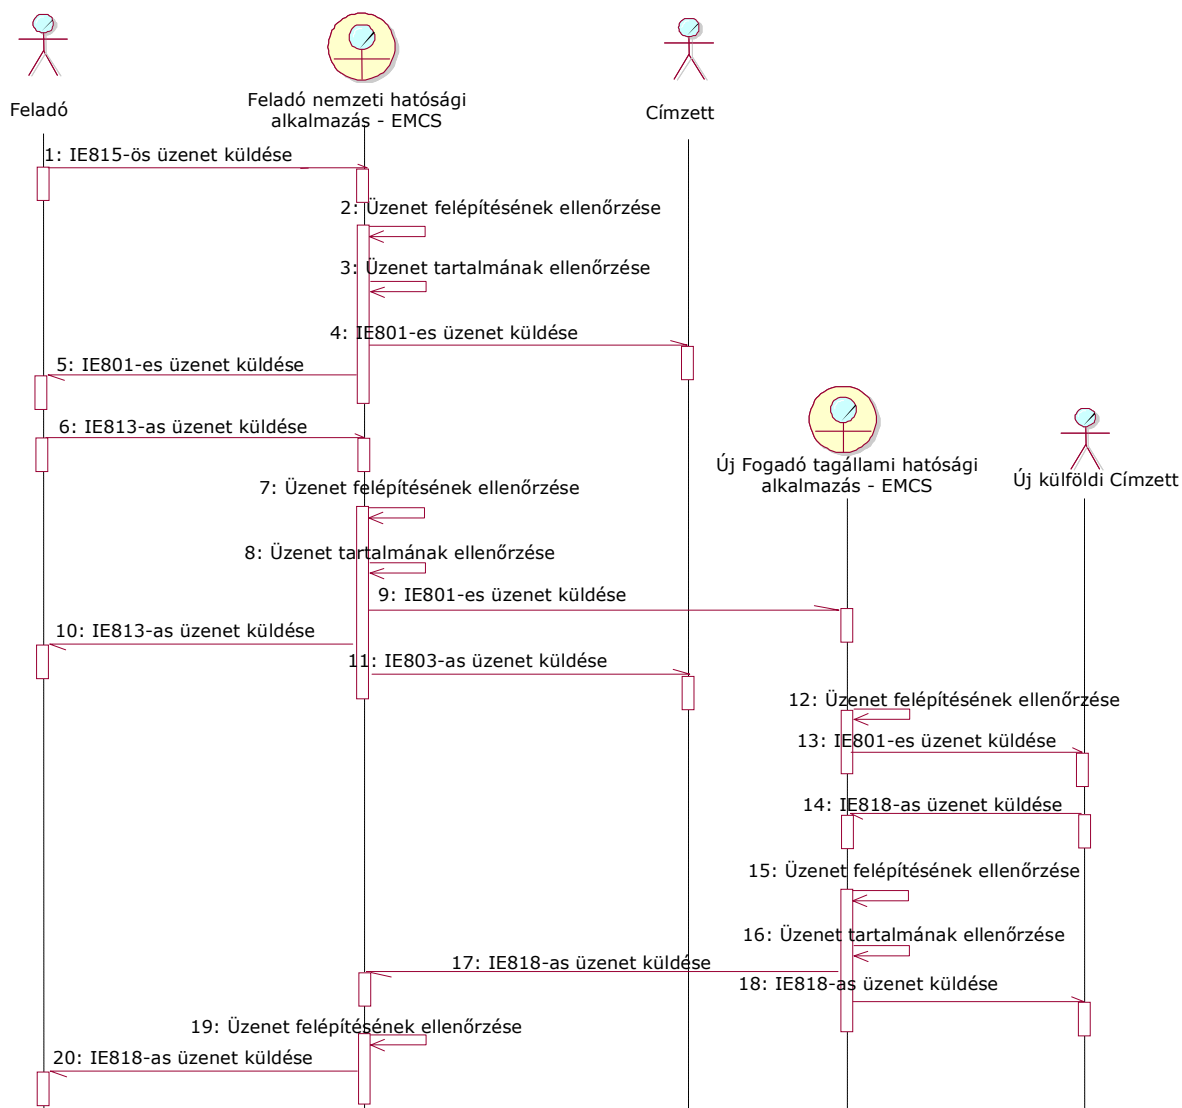 Feladó
Feladó nemzeti hatósági
alkalmazás - EMCS
Címzett
1: IE815-ös üzenet küldése
2: Üzenet felépítésének ellenőrzése
3: Üzenet tartalmának ellenőrzése
4: IE801-es üzenet küldése
5: IE801-es üzenet küldése
6: IE813-as üzenet küldése
Új Fogadó tagállami hatósági
alkalmazás - EMCS
Új külföldi Címzett
7: Üzenet felépítésének ellenőrzése
8: Üzenet tartalmának ellenőrzése
9: IE801-es üzenet küldése
10: IE813-as üzenet küldése
11: IE803-as üzenet küldése
12: Üzenet felépítésének ellenőrzése
13: IE801-es üzenet küldése
14: IE818-as üzenet küldése
15: Üzenet felépítésének ellenőrzése
16: Üzenet tartalmának ellenőrzése
17: IE818-as üzenet küldése
18: IE818-as üzenet küldése
19: Üzenet felépítésének ellenőrzése
20: IE818-as üzenet küldése